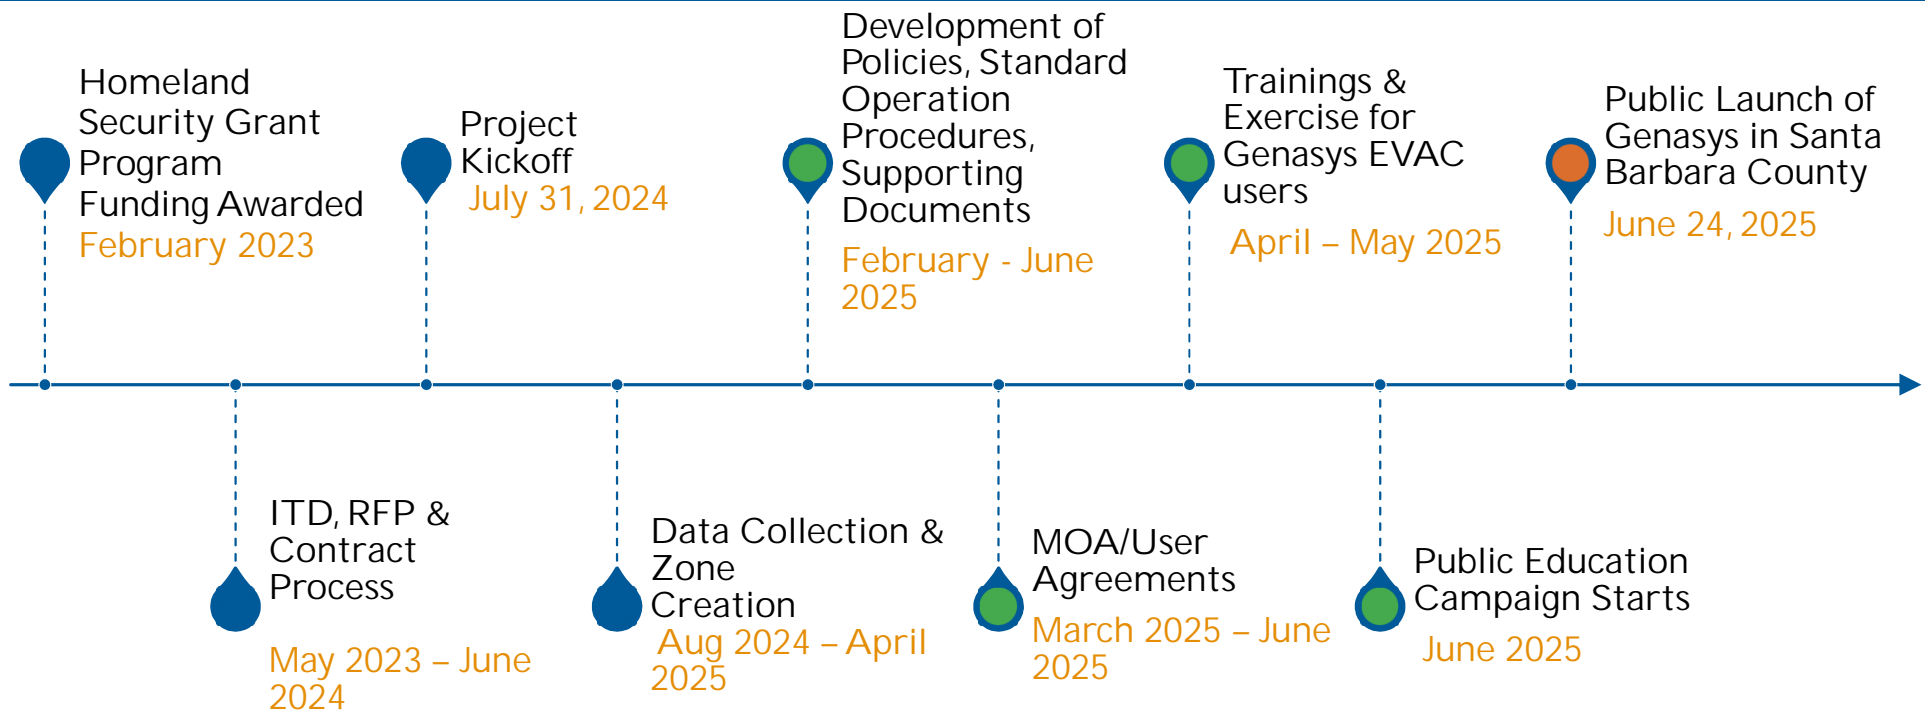 Homeland
Security Grant
Program
Funding Awarded
February 2023
ITD, RFP &
Contract
Process
May 2023 – June
2024
Project
Kickoff
July 31, 2024
Data Collection &
Zone
Creation
Aug 2024 – April
2025
Development of
Policies, Standard
Operation
Procedures,
Supporting
Documents
February - June
2025
MOA/User
Agreements
March 2025 – June
2025
Trainings &
Exercise for
Genasys EVAC
users
April – May 2025
Public Education
Campaign Starts
June 2025
Public Launch of
Genasys in Santa
Barbara County
June 24, 2025